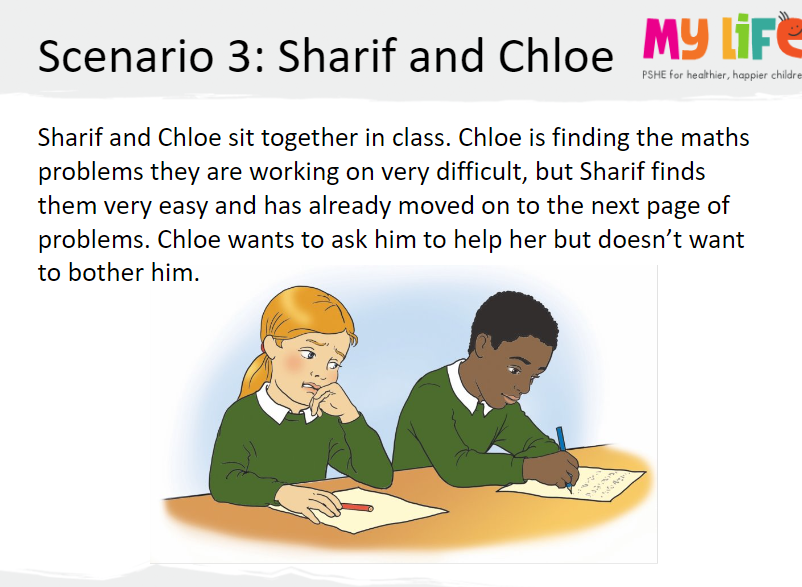 Scenario 3: Sharif and Chloe
My Life
PSHE for healthier, happier childre
Sharif and Chloe sit together in class. Chloe is finding the maths
problems they are working on very difficult, but Sharif finds
them very easy and has already moved on to the next page of
problems. Chloe wants to ask him to help her but doesn’t want
to bother him.